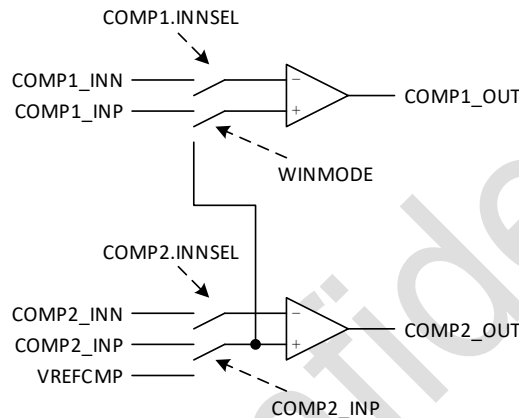 COMP1.INNSEL
COMP1_INN
COMP1_INP
COMP1_OUT
WINMODE
COMP2.INNSEL
COMP2_INN
COMP2_INP
COMP2_OUT
VREFCMP
COMP2_INP